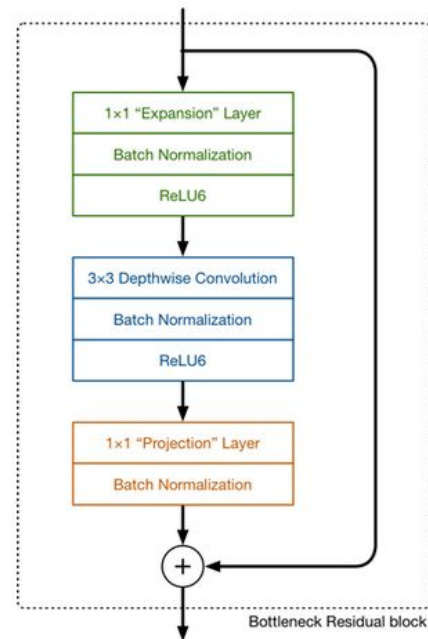 1×1 “Expansion” Layer
Batch Normalization
ReLU6
3×3 Depthwise Convolution
Batch Normalization
ReLU6
1×1 “Projection” Layer
Batch Normalization
+
Bottleneck Residual block